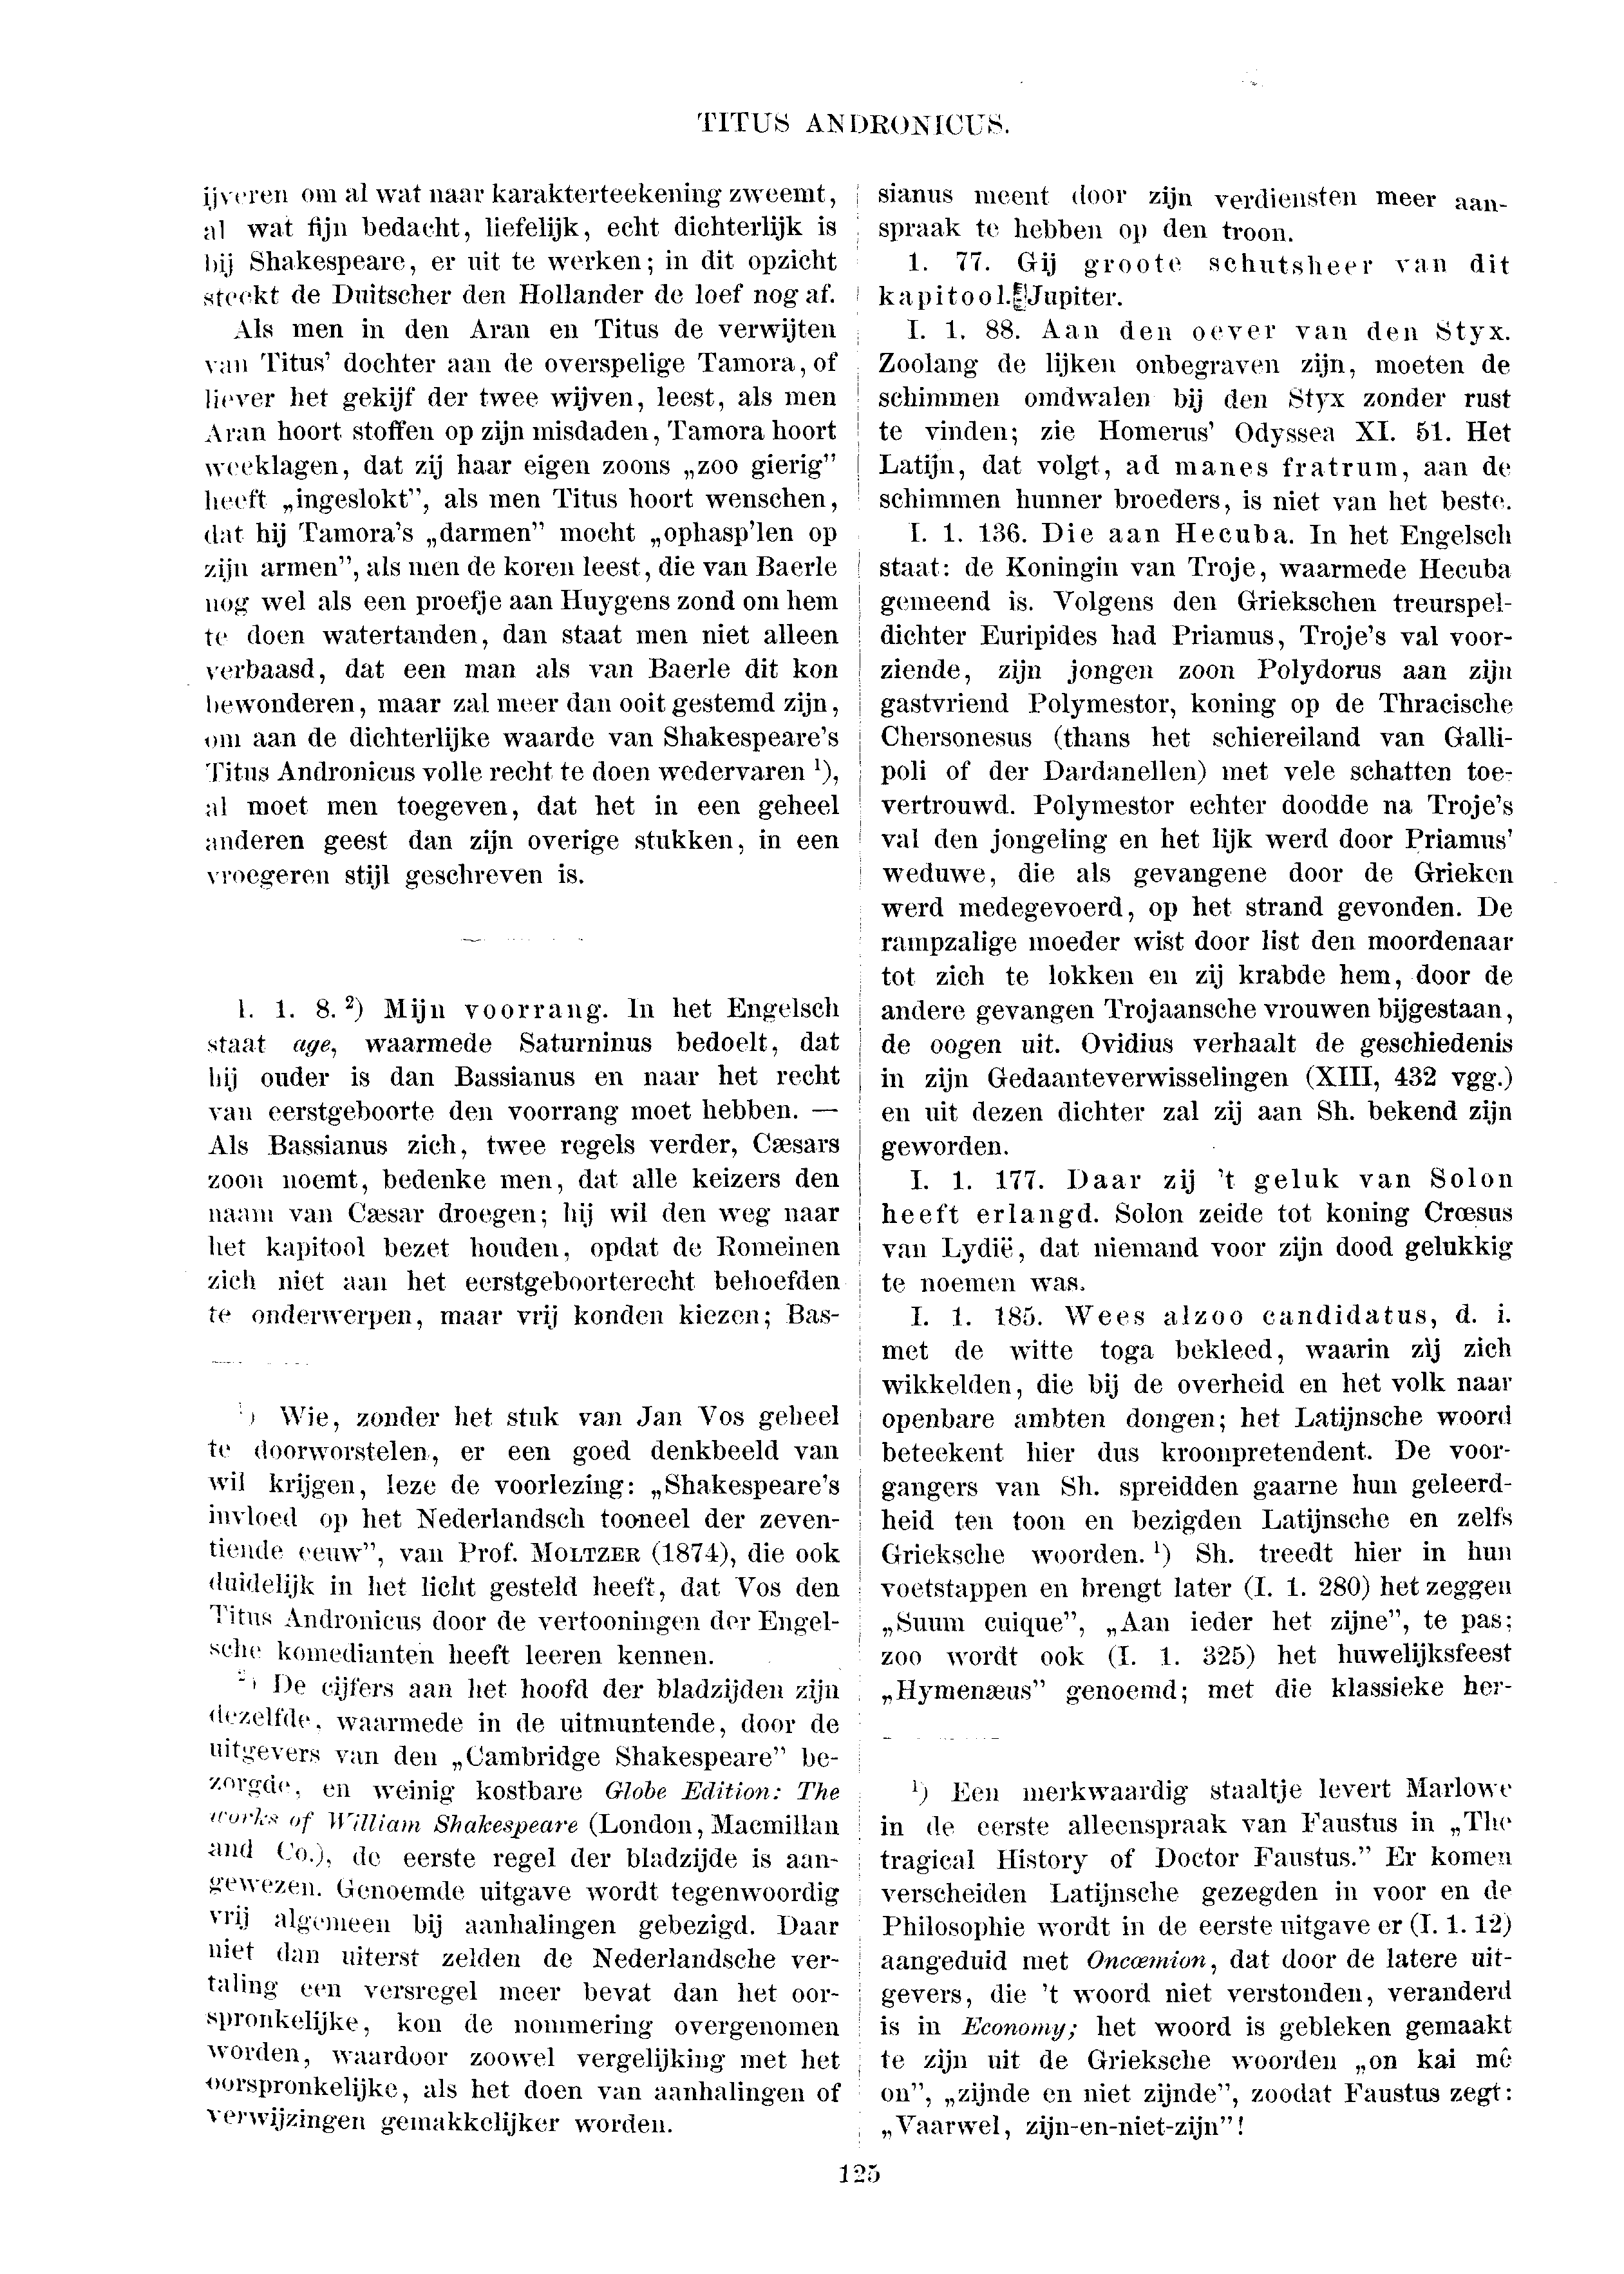 TITUS ANDRONICUS.
ijveren om al wat naar karakterteekening zweemt,
al wat fijn bedacht, liefelijk, echt dichterlijk is
bij Shakespeare, er uit te werken; in dit opzicht
steekt de Duitscher den Hollander de loef nog af.
Als men in den Aran en Titus de verwijten
van Titus' dochter aan de overspelige Tamora, of
liever het gekijf der twee wijven, leest, als men
Aran hoort stoffen op zijn misdaden, Tamora hoort
weeklagen, dat zij haar eigen zoons „zoo gierig”
heeft „ingeslokt”, als men Titus hoort wenschen,
dat hij Tamora's „darmen” mocht „ophasp'len op
zijn armen”, als men de koren leest, die van Baerle
nog wel als een proefje aan Huygens zond om hem
te doen watertanden, dan staat men niet alleen
verbaasd, dat een man als van Baerle dit kon
bewonderen, maar zal meer dan ooit gestemd zijn,
om aan de dichterlijke waarde van Shakespeare's
Titus Andronicus volle recht te doen wedervaren ¹),
al moet men toegeven, dat het in een geheel
anderen geest dan zijn overige stukken, in een
vroegeren stijl geschreven is.
I. 1. 8. ²) Mijn voorrang. In het Engelsch
staat age, waarmede Saturninus bedoelt, dat
hij ouder is dan Bassianus en naar het recht
van eerstgeboorte den voorrang moet hebben. —
Als Bassianus zich, twee regels verder, Cæsars
zoon noemt, bedenke men, dat alle keizers den
naam van Cæsar droegen; hij wil den weg naar
het kapitool bezet houden, opdat de Romeinen
zich niet aan het eerstgeboorterecht behoefden
te onderwerpen, maar vrij konden kiezen; Bas-
¹) Wie, zonder het stuk van Jan Vos geheel
te doorworstelen, er een goed denkbeeld van
wil krijgen, leze de voorlezing: „Shakespeare's
invloed op het Nederlandsch tooneel der zeven-
tiende eeuw”, van Prof. MOLTZER (1874), die ook
duidelijk in het licht gesteld heeft, dat Vos den
Titus Andronicus door de vertooningen der Engel-
sche komedianten heeft leeren kennen.
²) De cijfers aan het hoofd der bladzijden zijn
dezelfde, waarmede in de uitmuntende, door de
uitgevers van den „Cambridge Shakespeare” be-
zorgde, en weinig kostbare Globe Edition: The
works of William Shakespeare (London, Macmillan
and Co.), de eerste regel der bladzijde is aan-
gewezen. Genoemde uitgave wordt tegenwoordig
vrij algemeen bij aanhalingen gebezigd. Daar
niet dan uiterst zelden de Nederlandsche ver-
taling een versregel meer bevat dan het oor-
spronkelijke, kon de nommering overgenomen
worden, waardoor zoowel vergelijking met het
oorspronkelijke, als het doen van aanhalingen of
verwijzingen gemakkelijker worden.
sianus meent door zijn verdiensten meer aan-
spraak te hebben op den troon.
1. 77. Gij groote schutsheer van dit
kapitool. Jupiter.
I. 1. 88. Aan den oever van den Styx.
Zoolang de lijken onbegraven zijn, moeten de
schimmen omdwalen bij den Styx zonder rust
te vinden; zie Homerus' Odyssea XI. 51. Het
Latijn, dat volgt, ad manes fratrum, aan de
schimmen hunner broeders, is niet van het beste.
I. 1. 136. Die aan Hecuba. In het Engelsch
staat: de Koningin van Troje, waarmede Hecuba
gemeend is. Volgens den Griekschen treurspel-
dichter Euripides had Priamus, Troje's val voor-
ziende, zijn jongen zoon Polydorus aan zijn
gastvriend Polymestor, koning op de Thracische
Chersonesus (thans het schiereiland van Galli-
poli of der Dardanellen) met vele schatten toe-
vertrouwd. Polymestor echter doodde na Troje's
val den jongeling en het lijk werd door Priamus'
weduwe, die als gevangene door de Grieken
werd medegevoerd, op het strand gevonden. De
rampzalige moeder wist door list den moordenaar
tot zich te lokken en zij krabde hem, door de
andere gevangen Trojaansche vrouwen bijgestaan,
de oogen uit. Ovidius verhaalt de geschiedenis
in zijn Gedaanteverwisselingen (XIII, 432 vgg.)
en uit dezen dichter zal zij aan Sh. bekend zijn
geworden.
I. 1. 177. Daar zij 't geluk van Solon
heeft erlangd. Solon zeide tot koning Crœsus
van Lydië, dat niemand voor zijn dood gelukkig
te noemen was.
I. 1. 185. Wees alzoo candidatus, d. i.
met de witte toga bekleed, waarin zij zich
wikkelden, die bij de overheid en het volk naar
openbare ambten dongen; het Latijnsche woord
beteekent hier dus kroonpretendent. De voor-
gangers van Sh. spreidden gaarne hun geleerd-
heid ten toon en bezigden Latijnsche en zelfs
Grieksche woorden. ¹) Sh. treedt hier in hun
voetstappen en brengt later (I. 1. 280) het zeggen
„Suum cuique”, „Aan ieder het zijne”, te pas;
zoo wordt ook (I. 1. 325) het huwelijksfeest
„Hymenæus” genoemd; met die klassieke her-
¹) Een merkwaardig staaltje levert Marlowe
in de eerste alleenspraak van Faustus in „The
tragical History of Doctor Faustus.” Er komen
verscheiden Latijnsche gezegden in voor en de
Philosophie wordt in de eerste uitgave er (I. 1. 12)
aangeduid met Oncæmion, dat door de latere uit-
gevers, die 't woord niet verstonden, veranderd
is in Economy; het woord is gebleken gemaakt
te zijn uit de Grieksche woorden „on kai mê
on”, „zijnde en niet zijnde”, zoodat Faustus zegt:
„Vaarwel, zijn-en-niet-zijn”!
125